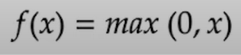 f(x) = max (0, x)